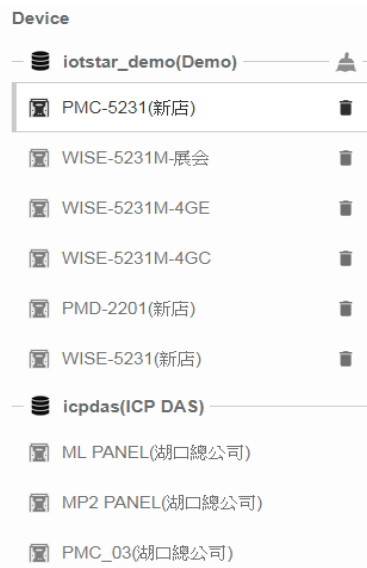 Device
iotstar_demo(Demo)
PMC-5231(新店)
WISE-5231M-展会
WISE-5231M-4GE
WISE-5231M-4GC
PMD-2201(新店)
WISE-5231(新店)
icpdas(ICP DAS)
ML PANEL(湖口總公司)
MP2 PANEL(湖口總公司)
PMC_03(湖口總公司)